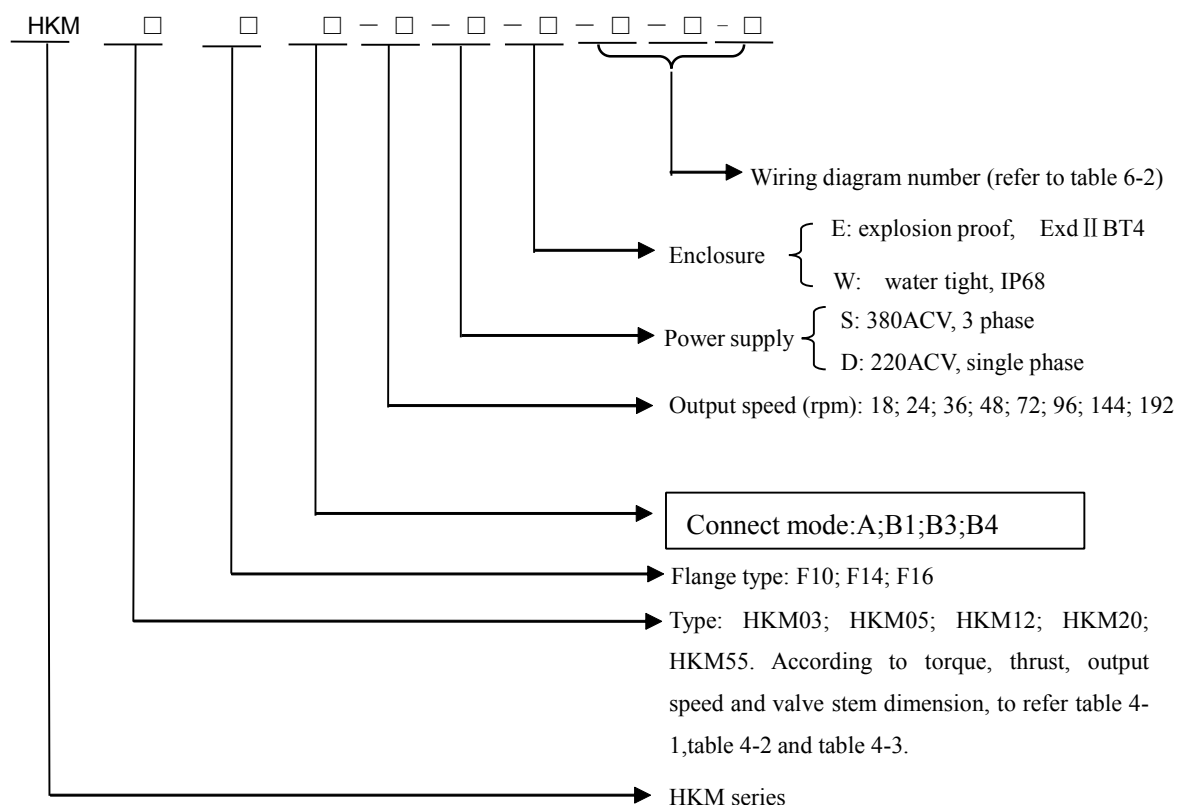 HKM □ □ □ — □ — □ — □ — □ — □ - □
Wiring diagram number (refer to table 6-2)
E: explosion proof, ExdⅡBT4
Enclosure
W: water tight, IP68
S: 380ACV, 3 phase
Power supply
D: 220ACV, single phase
Output speed (rpm): 18; 24; 36; 48; 72; 96; 144; 192
Connect mode:A;B1;B3;B4
Flange type: F10; F14; F16
Type: HKM03; HKM05; HKM12; HKM20;
HKM55. According to torque, thrust, output
speed and valve stem dimension, to refer table 4-
1,table 4-2 and table 4-3.
HKM series